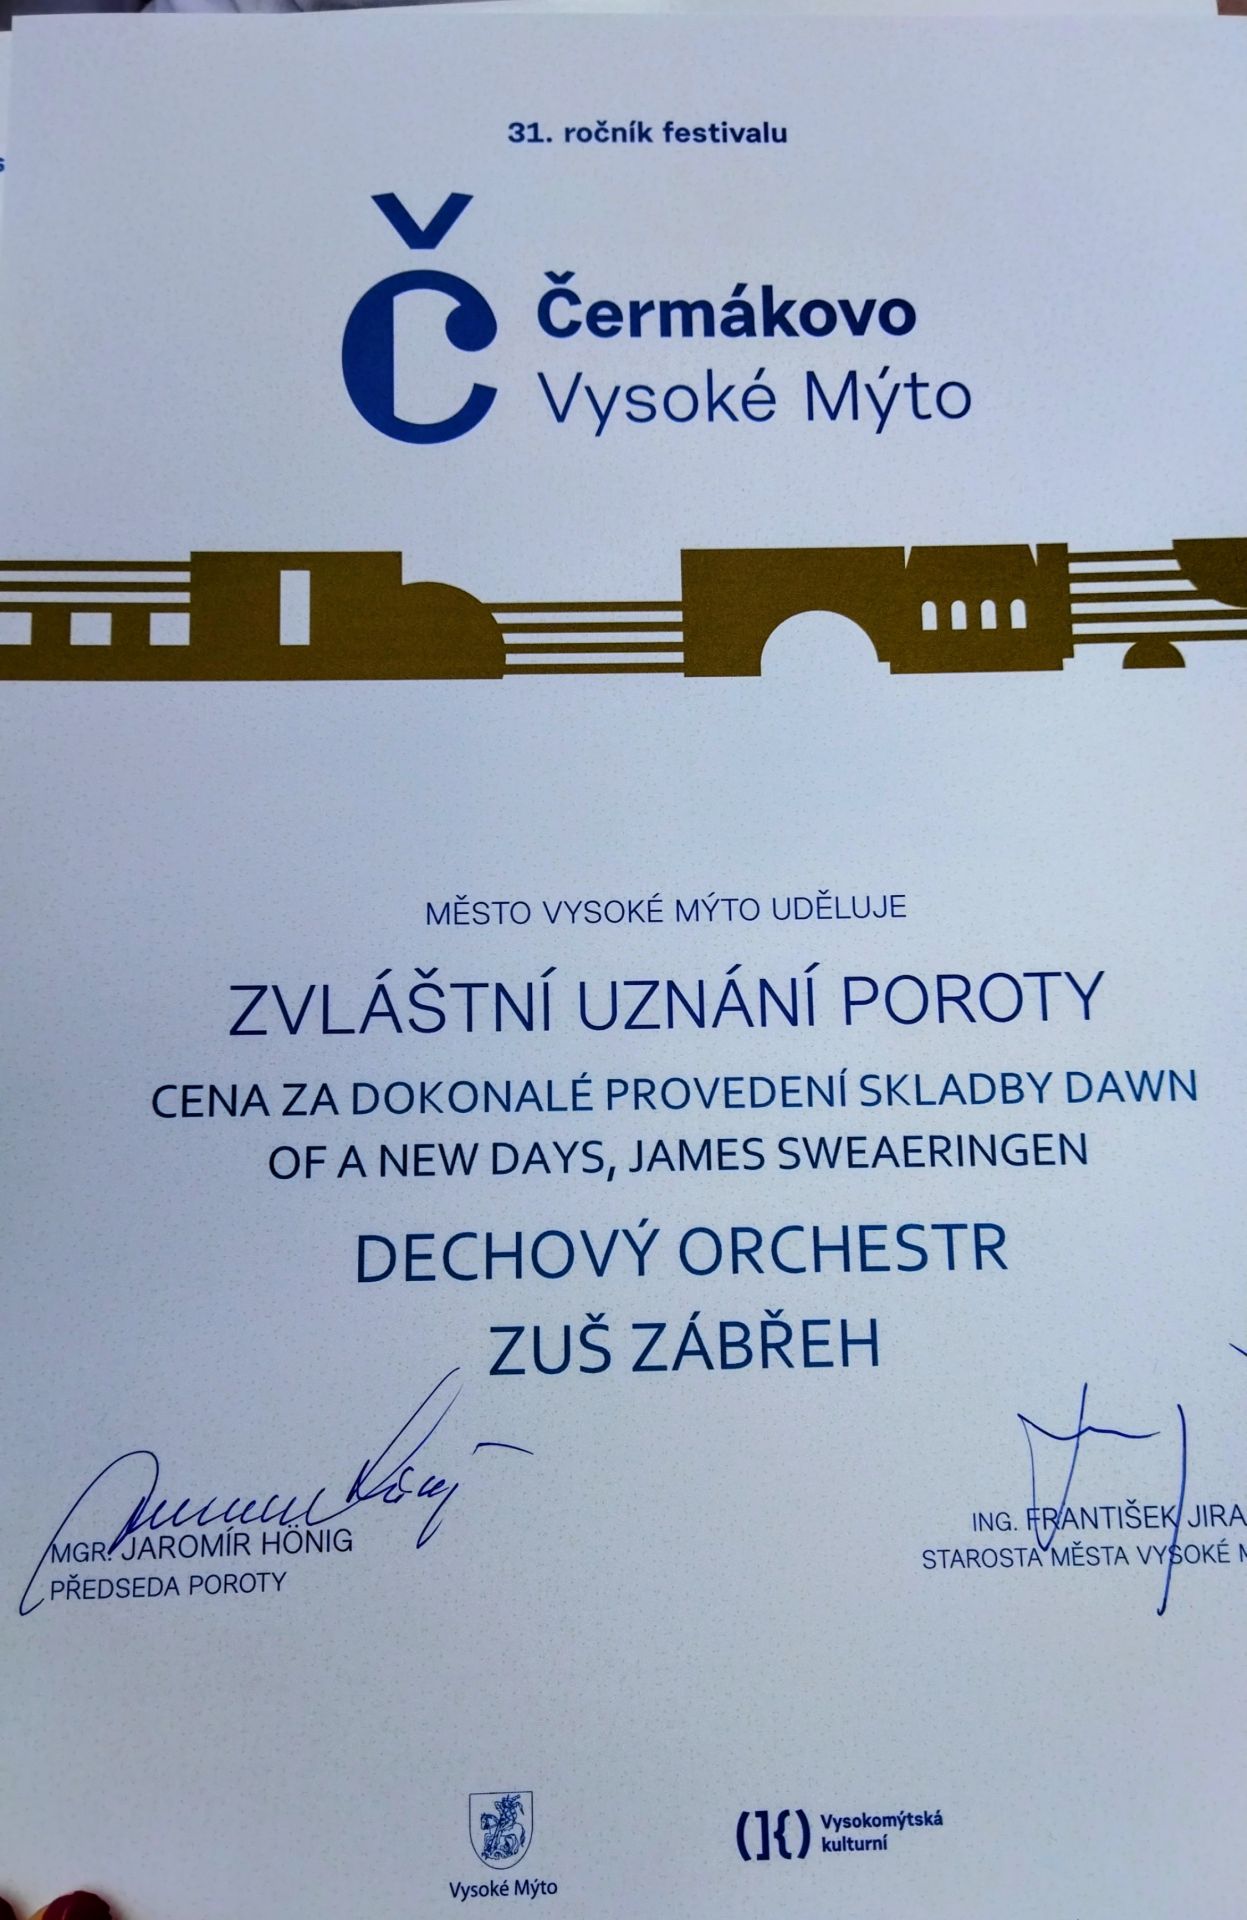 31. ročník festivalu
Čermákovo
Vysoké Mýto
MĚSTO VYSOKÉ MÝTO UDĚLUJE
ZVLÁŠTNÍ UZNÁNÍ POROTY
CENA ZA DOKONALÉ PROVEDENÍ SKLADBY DAWN
OF A NEW DAYS, JAMES SWEAERINGEN
DECHOVÝ ORCHESTR
ZUŠ ZÁBŘEH
MGR. JAROMÍR HÖNIG
PŘEDSEDA POROTY
ING. FRANTIŠEK JIRA
STAROSTA MĚSTA VYSOKÉ
Vysoké Mýto
Vysokomýtská
kulturní